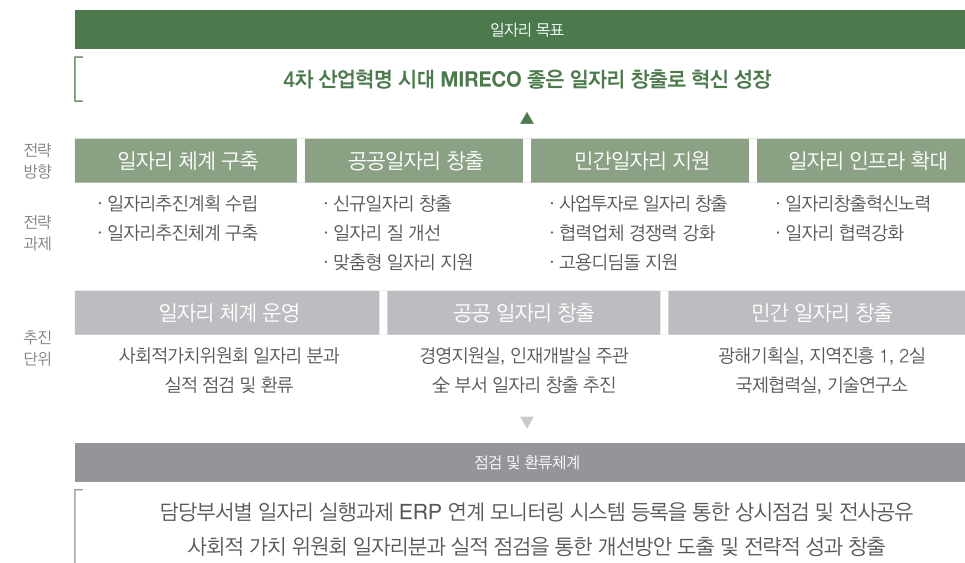 일자리 목표
4차 산업혁명 시대 MIRECO 좋은 일자리 창출로 혁신 성장
▲
전략
방향
일자리 체계 구축
공공일자리 창출
민간일자리 지원
일자리 인프라 확대
전략
과제
· 일자리추진계획 수립
· 일자리추진체계 구축
· 신규일자리 창출
· 일자리 질 개선
· 맞춤형 일자리 지원
· 사업투자로 일자리 창출
· 협력업체 경쟁력 강화
· 고용디딤돌 지원
· 일자리창출혁신노력
· 일자리 협력강화
추진
단위
일자리 체계 운영
사회적가치위원회 일자리 분과
실적 점검 및 환류
공공 일자리 창출
경영지원실, 인재개발실 주관
全 부서 일자리 창출 추진
민간 일자리 창출
광해기획실, 지역진흥 1, 2실
국제협력실, 기술연구소
▼
점검 및 환류체계
담당부서별 일자리 실행과제 ERP 연계 모니터링 시스템 등록을 통한 상시점검 및 전사공유
사회적 가치 위원회 일자리분과 실적 점검을 통한 개선방안 도출 및 전략적 성과 창출